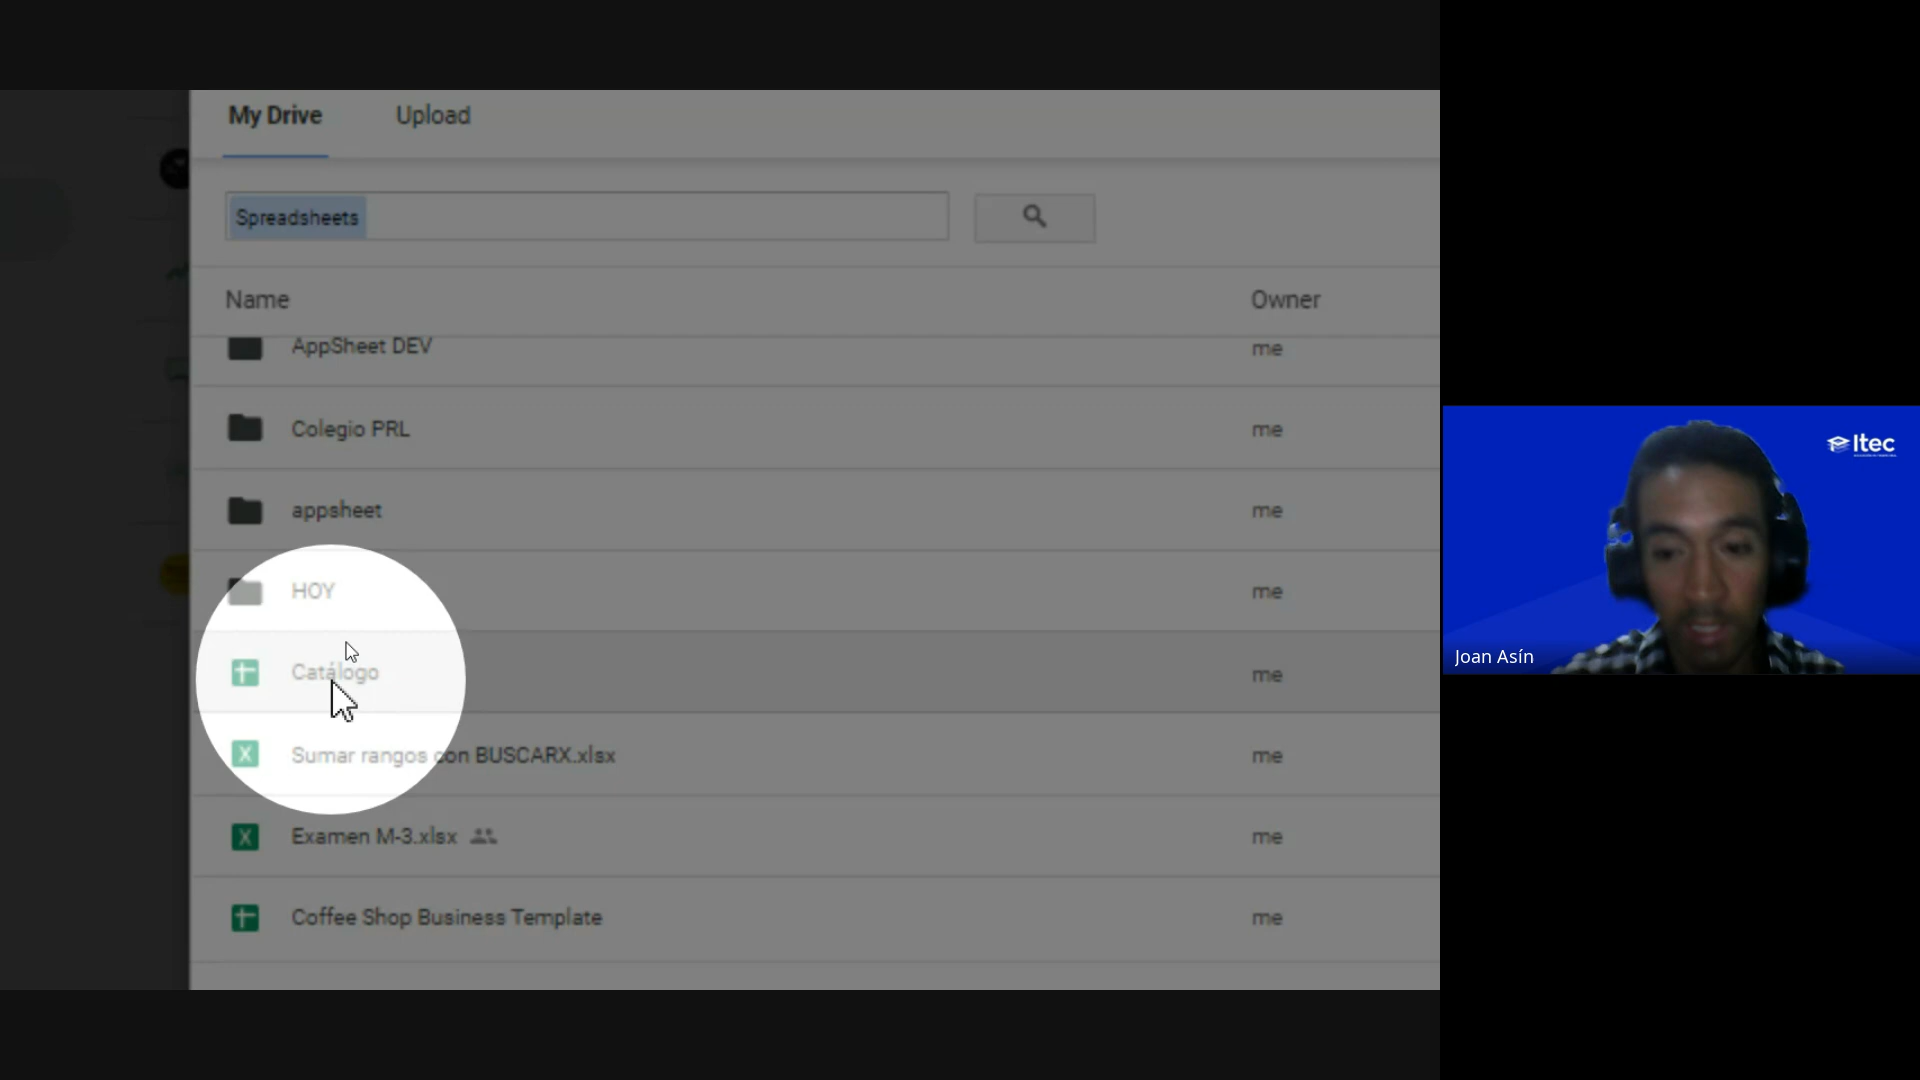 My Drive Upload
Spreadsheets
Name Owner
AppSheet DEV me
Colegio PRL me
appsheet me
HOY me
Catálogo me
Sumar rangos con BUSCARX.xlsx me
Examen M-3.xlsx me
Coffee Shop Business Template me
Itec
Joan Asín